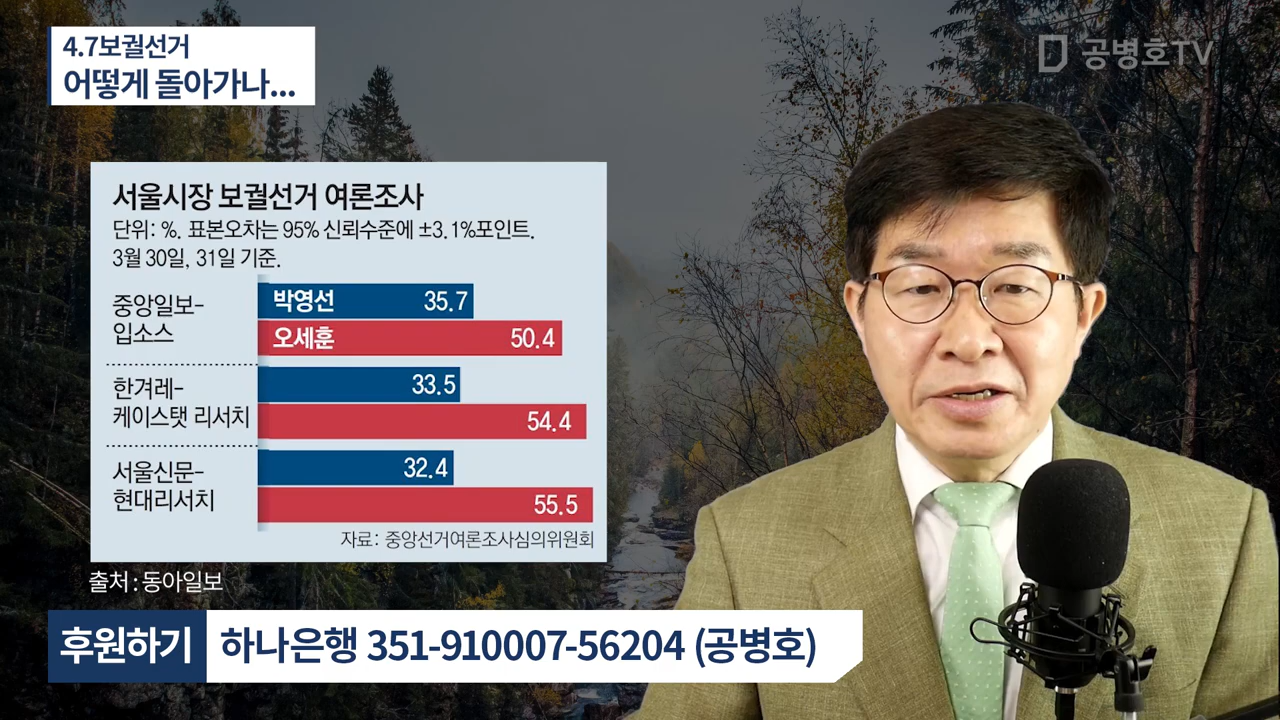 4.7보궐선거
어떻게 돌아가나...
공병호TV
서울시장 보궐선거 여론조사
단위: %. 표본오차는 95% 신뢰수준에 ±3.1%포인트.
3월 30일, 31일 기준.
중앙일보-
입소스
박영선 35.7
오세훈 50.4
한겨레-
케이스탯 리서치
33.5
54.4
서울신문-
현대리서치
32.4
55.5
자료: 중앙선거여론조사심의위원회
출처:동아일보
후원하기 하나은행 351-910007-56204 (공병호)